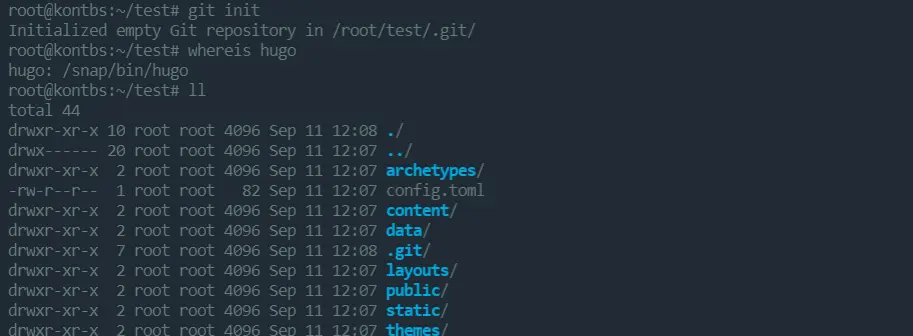 root@kontbs:~/test# git init
Initialized empty Git repository in /root/test/.git/
root@kontbs:~/test# whereis hugo
hugo: /snap/bin/hugo
root@kontbs:~/test# ll
total 44
drwxr-xr-x 10 root root 4096 Sep 11 12:08 ./
drwx------ 20 root root 4096 Sep 11 12:07 ../
drwxr-xr-x  2 root root 4096 Sep 11 12:07 archetypes/
-rw-r--r--  1 root root   82 Sep 11 12:07 config.toml
drwxr-xr-x  2 root root 4096 Sep 11 12:07 content/
drwxr-xr-x  2 root root 4096 Sep 11 12:07 data/
drwxr-xr-x  7 root root 4096 Sep 11 12:08 .git/
drwxr-xr-x  2 root root 4096 Sep 11 12:07 layouts/
drwxr-xr-x  2 root root 4096 Sep 11 12:07 public/
drwxr-xr-x  2 root root 4096 Sep 11 12:07 static/
drwxr-xr-x  2 root root 4096 Sep 11 12:07 themes/